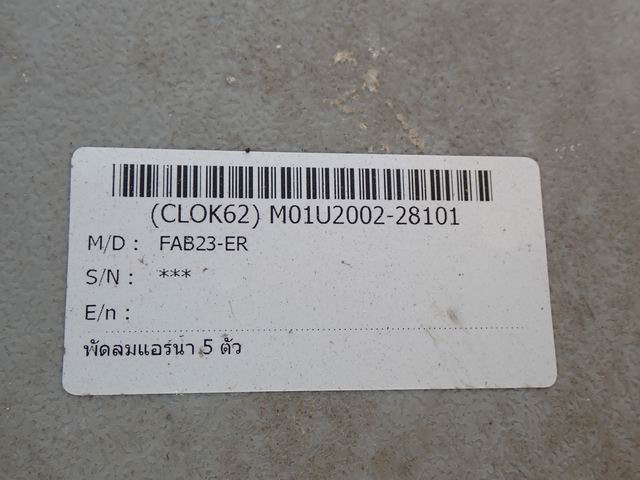 (CLOK62) M01U2002-28101
M/D : FAB23-ER
S/N : ***
E/n :
พัดลมแอร์น่า 5 ตัว